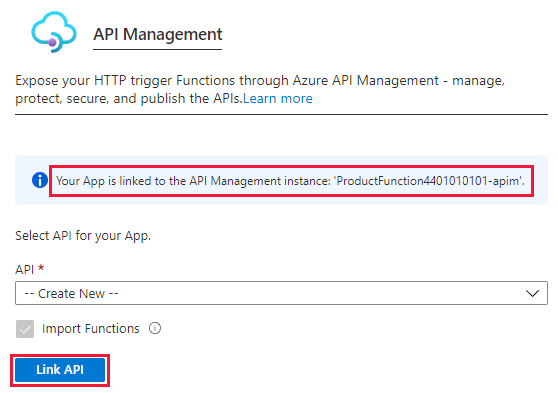 API Management
Expose your HTTP trigger Functions through Azure API Management - manage,
protect, secure, and publish the APIs.Learn more
Your App is linked to the API Management instance: 'ProductFunction4401010101-apim'.
Select API for your App.
API *
-- Create New --
Import Functions
Link API